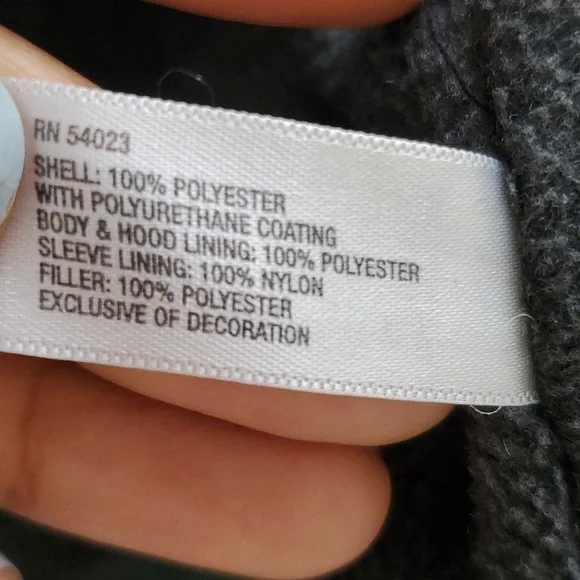 RN 54023
SHELL: 100% POLYESTER
WITH POLYURETHANE COATING
BODY & HOOD LINING: 100% POLYESTER
SLEEVE LINING: 100% NYLON
FILLER: 100% POLYESTER
EXCLUSIVE OF DECORATION